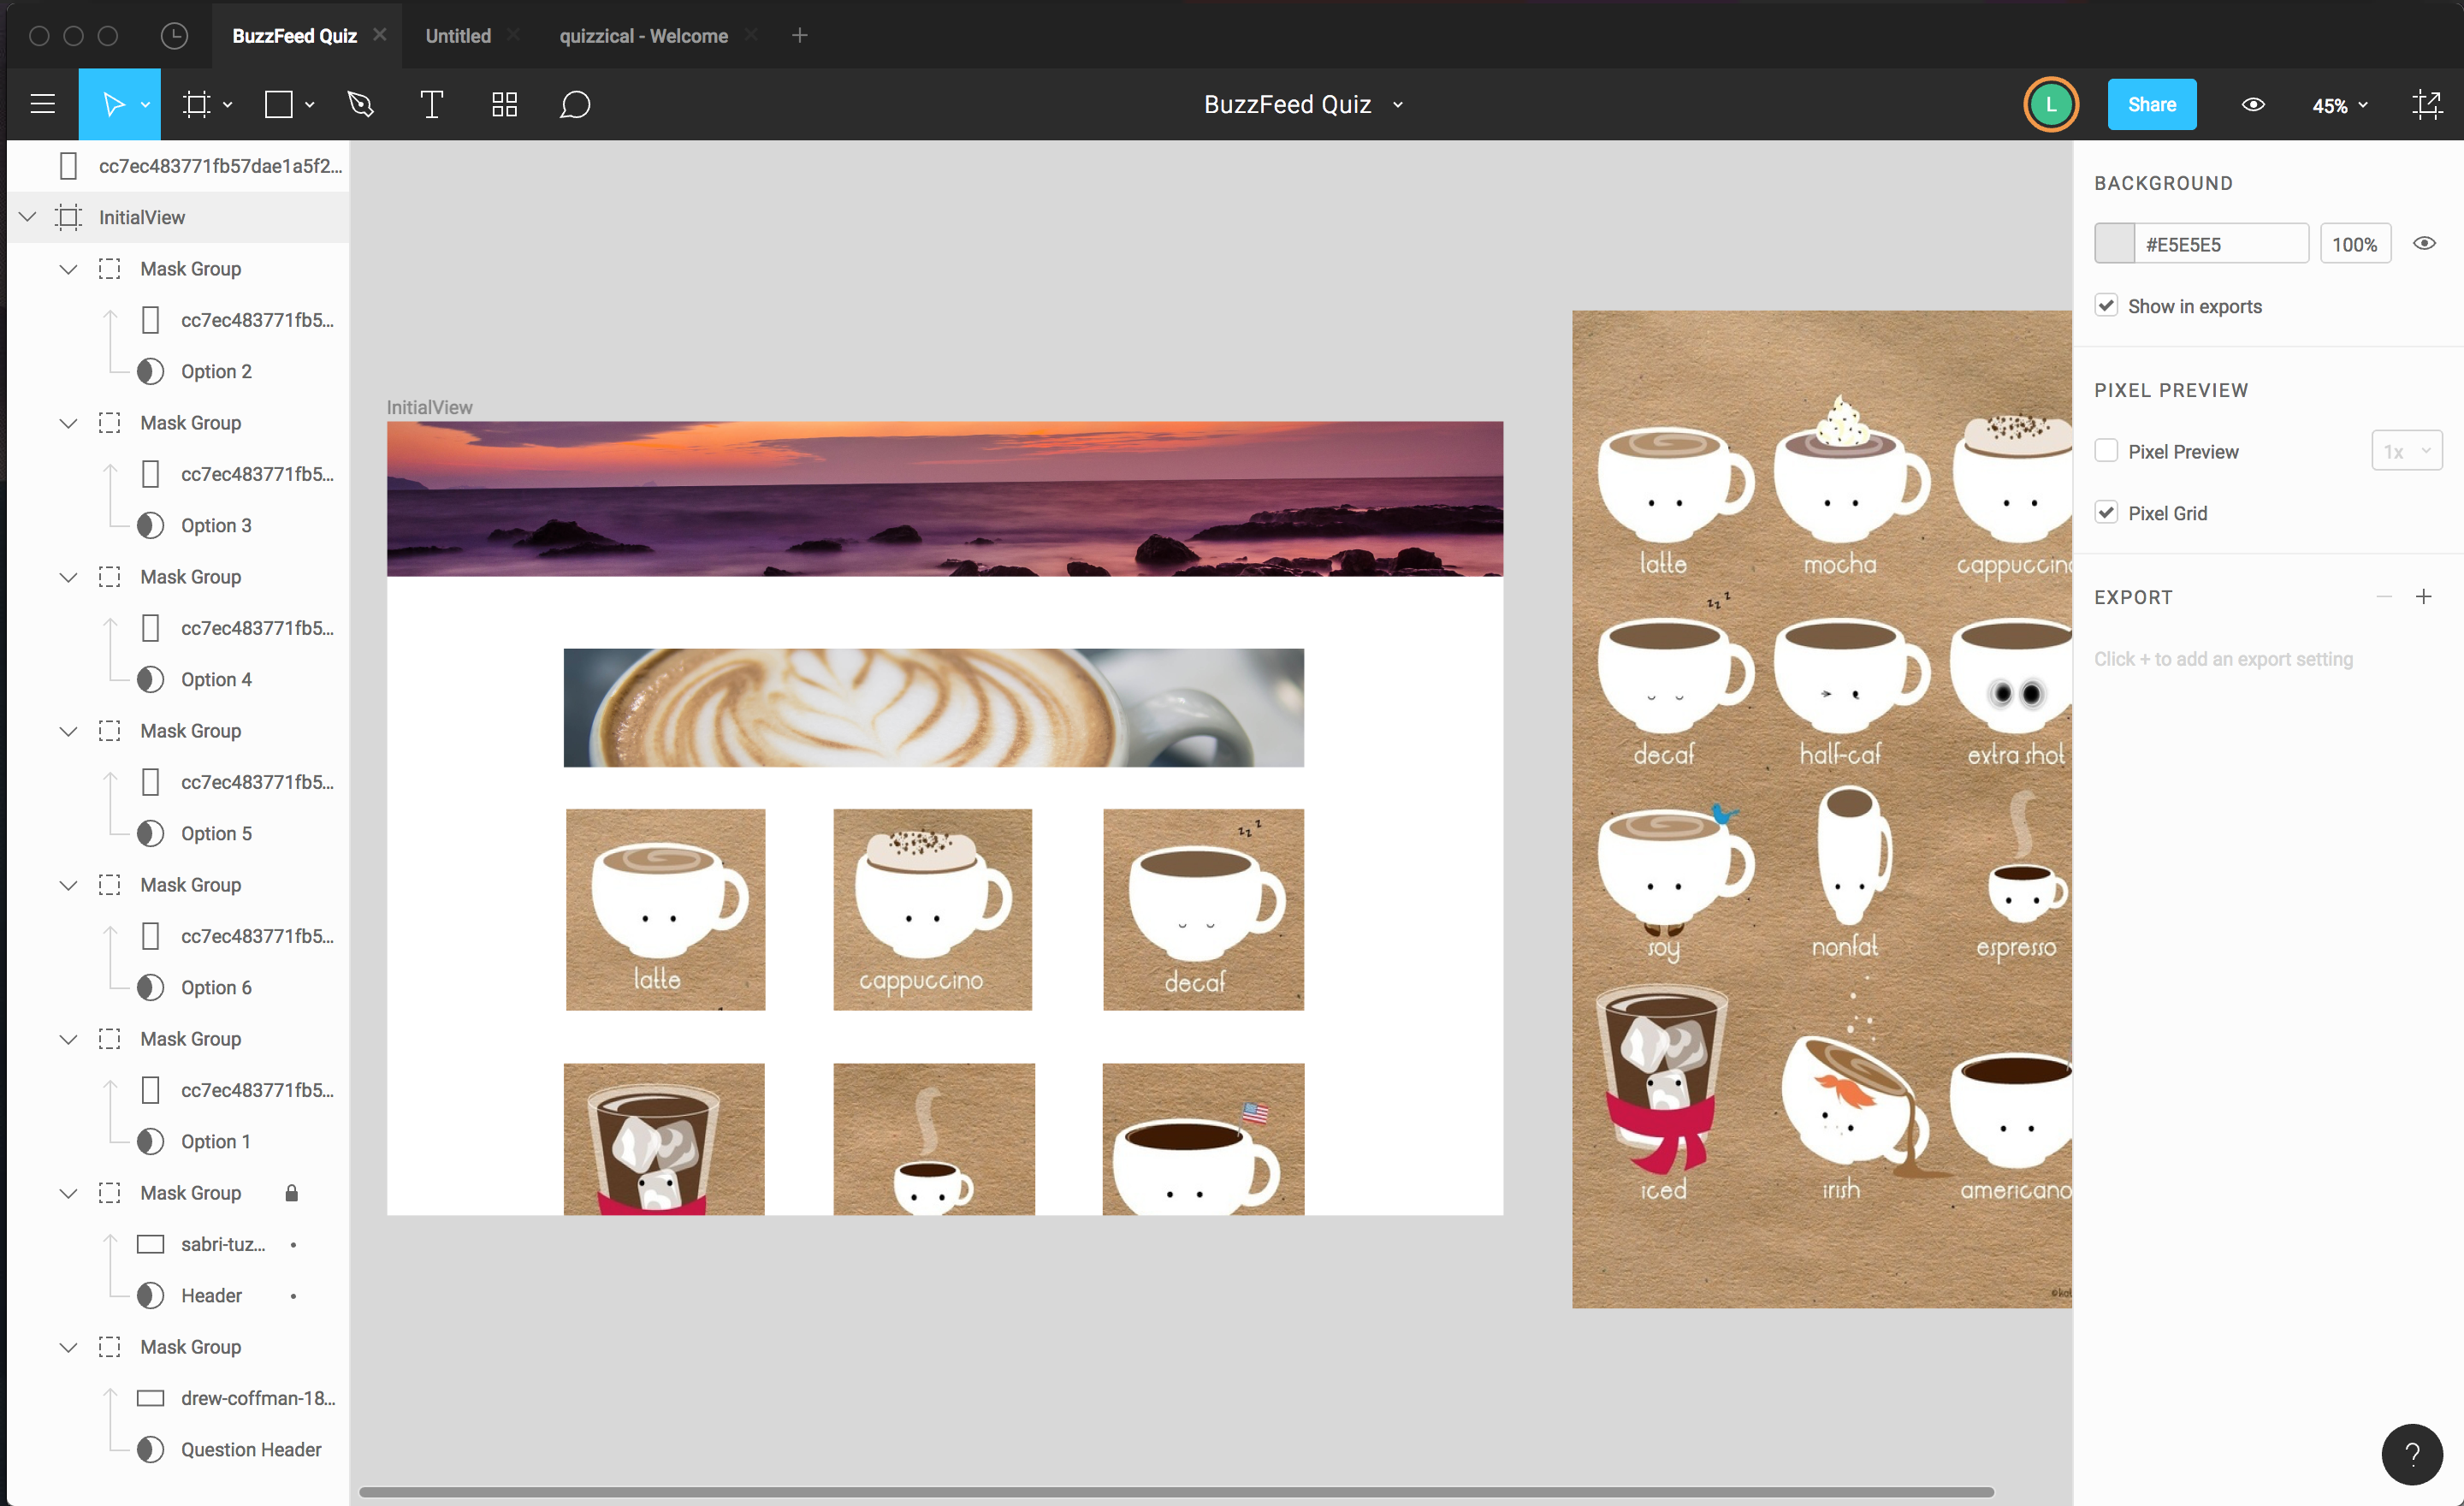 BuzzFeed Quiz
Untitled
quizzical - Welcome
BuzzFeed Quiz
L
Share
45%
cc7ec483771fb57dae1a5f2...
InitialView
Mask Group
cc7ec483771fb5...
Option 2
Mask Group
cc7ec483771fb5...
Option 3
Mask Group
cc7ec483771fb5...
Option 4
Mask Group
cc7ec483771fb5...
Option 5
Mask Group
cc7ec483771fb5...
Option 6
Mask Group
cc7ec483771fb5...
Option 1
Mask Group
sabri-tuz...
Header
Mask Group
drew-coffman-18...
Question Header
InitialView
zz z
latte
cappuccino
decaf
latte
mocha
cappuccino
zz z
decaf
half-caf
extra shot
soy
nonfat
espresso
iced
irish
americano
BACKGROUND
#E5E5E5
100%
Show in exports
PIXEL PREVIEW
Pixel Preview
1x
Pixel Grid
EXPORT
Click + to add an export setting
?